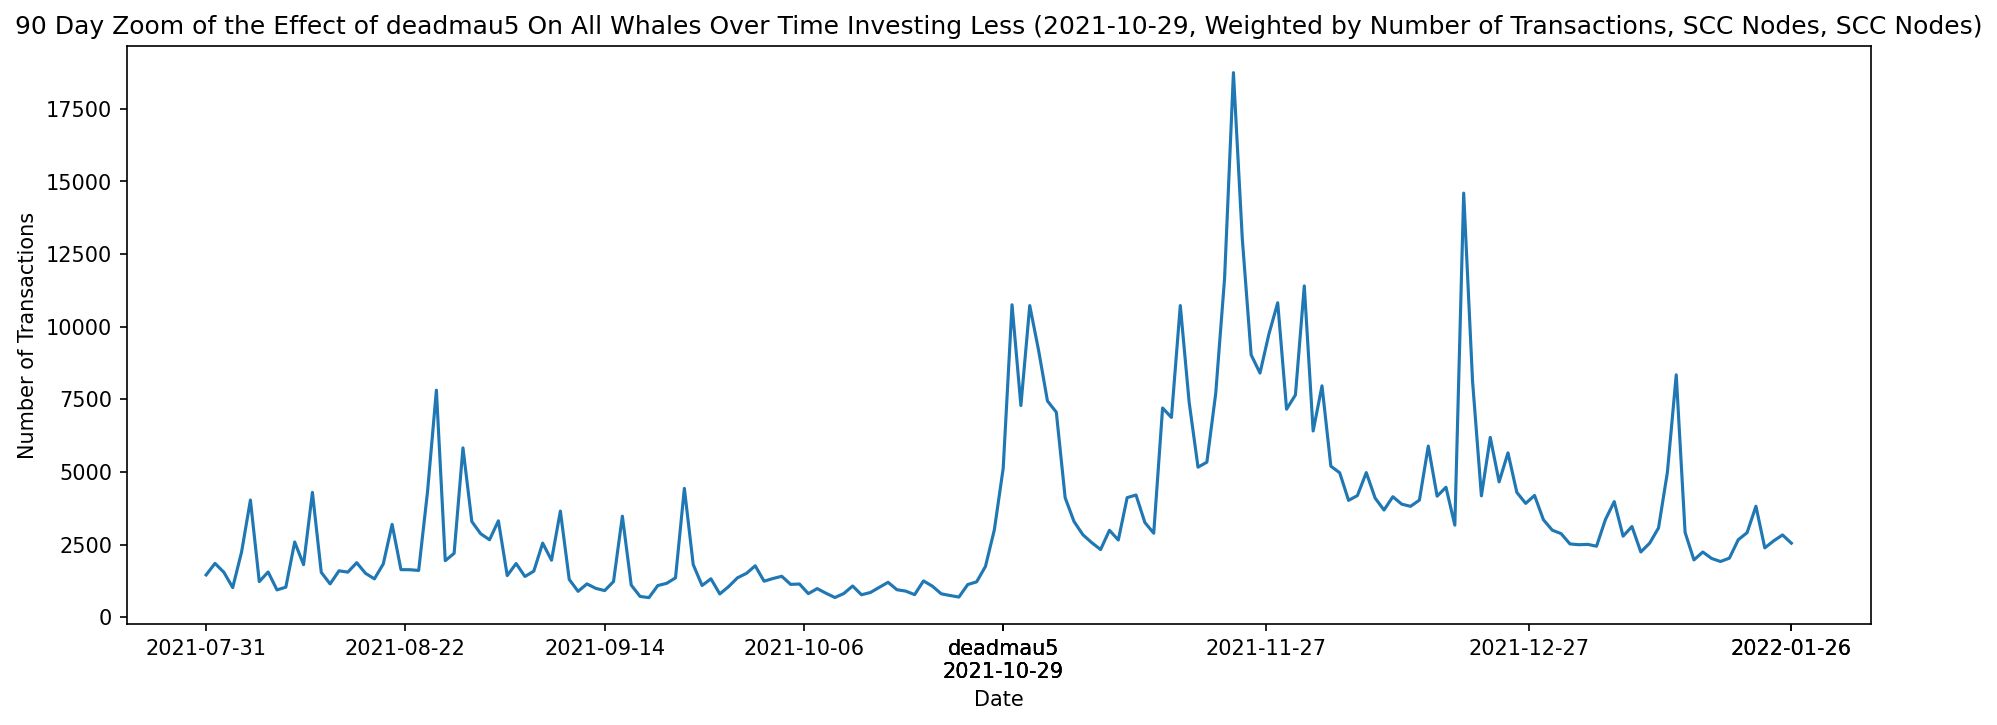 90 Day Zoom of the Effect of deadmau5 On All Whales Over Time Investing Less (2021-10-29, Weighted by Number of Transactions, SCC Nodes, SCC Nodes)
Number of Transactions
17500
15000
12500
10000
7500
5000
2500
0
2021-07-31 2021-08-22 2021-09-14 2021-10-06 deadmau5 2021-11-27 2021-12-27 2022-01-26
2021-10-29
Date